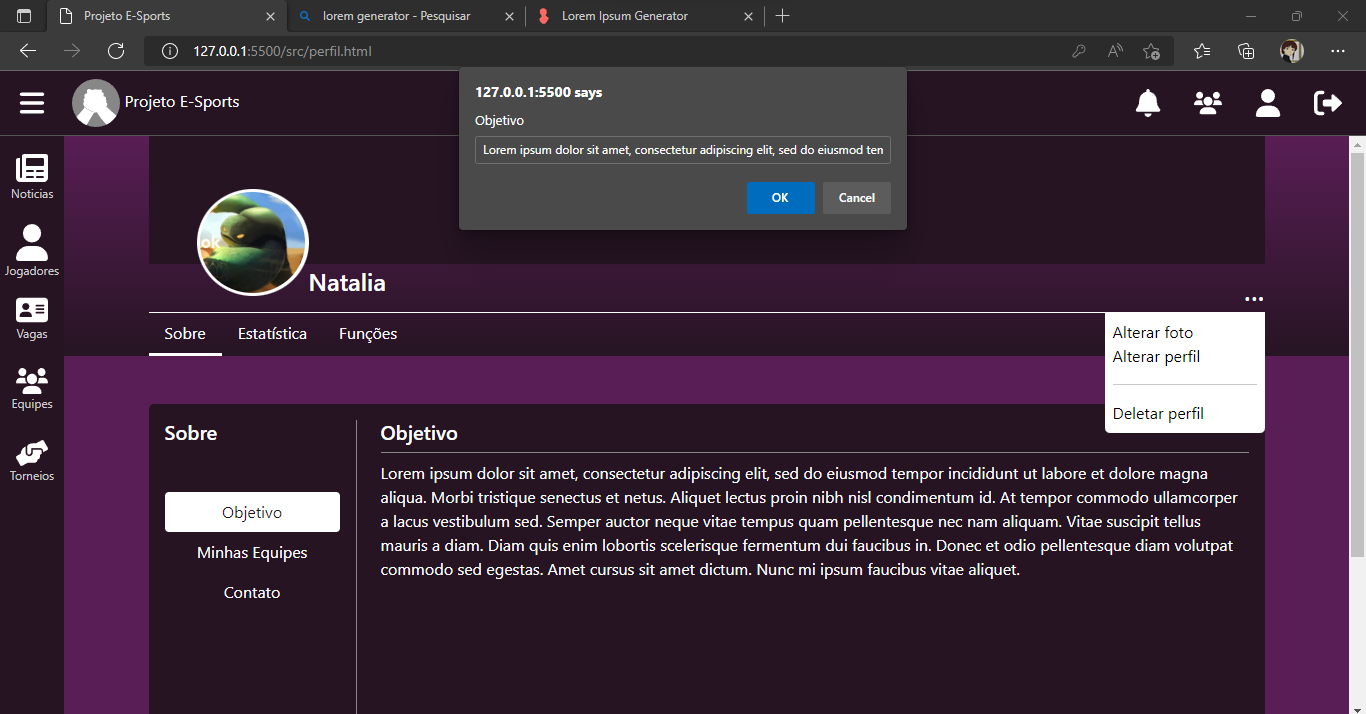 Projeto E-Sports
lorem generator - Pesquisar
Lorem Ipsum Generator
127.0.0.1:5500/src/perfil.html
Projeto E-Sports
127.0.0.1:5500 says
Objetivo
Lorem ipsum dolor sit amet, consectetur adipiscing elit, sed do eiusmod ten
OK
Cancel
Noticias
Jogadores
Vagas
Equipes
Torneios
ok
Natalia
Sobre
Estatística
Funções
Alterar foto
Alterar perfil
Deletar perfil
Sobre
Objetivo
Minhas Equipes
Contato
Objetivo
Lorem ipsum dolor sit amet, consectetur adipiscing elit, sed do eiusmod tempor incididunt ut labore et dolore magna
aliqua. Morbi tristique senectus et netus. Aliquet lectus proin nibh nisl condimentum id. At tempor commodo ullamcorper
a lacus vestibulum sed. Semper auctor neque vitae tempus quam pellentesque nec nam aliquam. Vitae suscipit tellus
mauris a diam. Diam quis enim lobortis scelerisque fermentum dui faucibus in. Donec et odio pellentesque diam volutpat
commodo sed egestas. Amet cursus sit amet dictum. Nunc mi ipsum faucibus vitae aliquet.